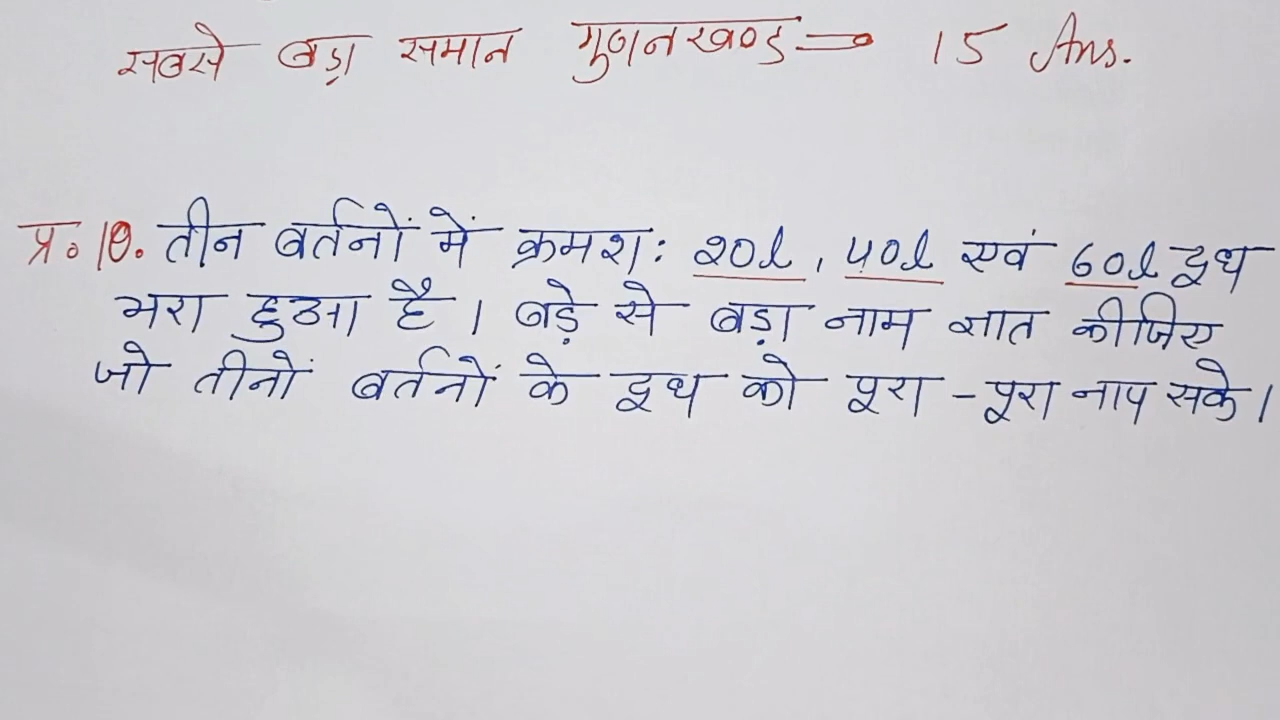 सबसे बड़ा समान गुणनखण्ड → 15 Ans.
प्र. 10. तीन बर्तनों में क्रमश: 20l, 40l एवं 60l दूध
भरा हुआ है। बड़े से बड़ा नाम ज्ञात कीजिए
जो तीनों बर्तनों के दूध को पूरा-पूरा नाप सके।